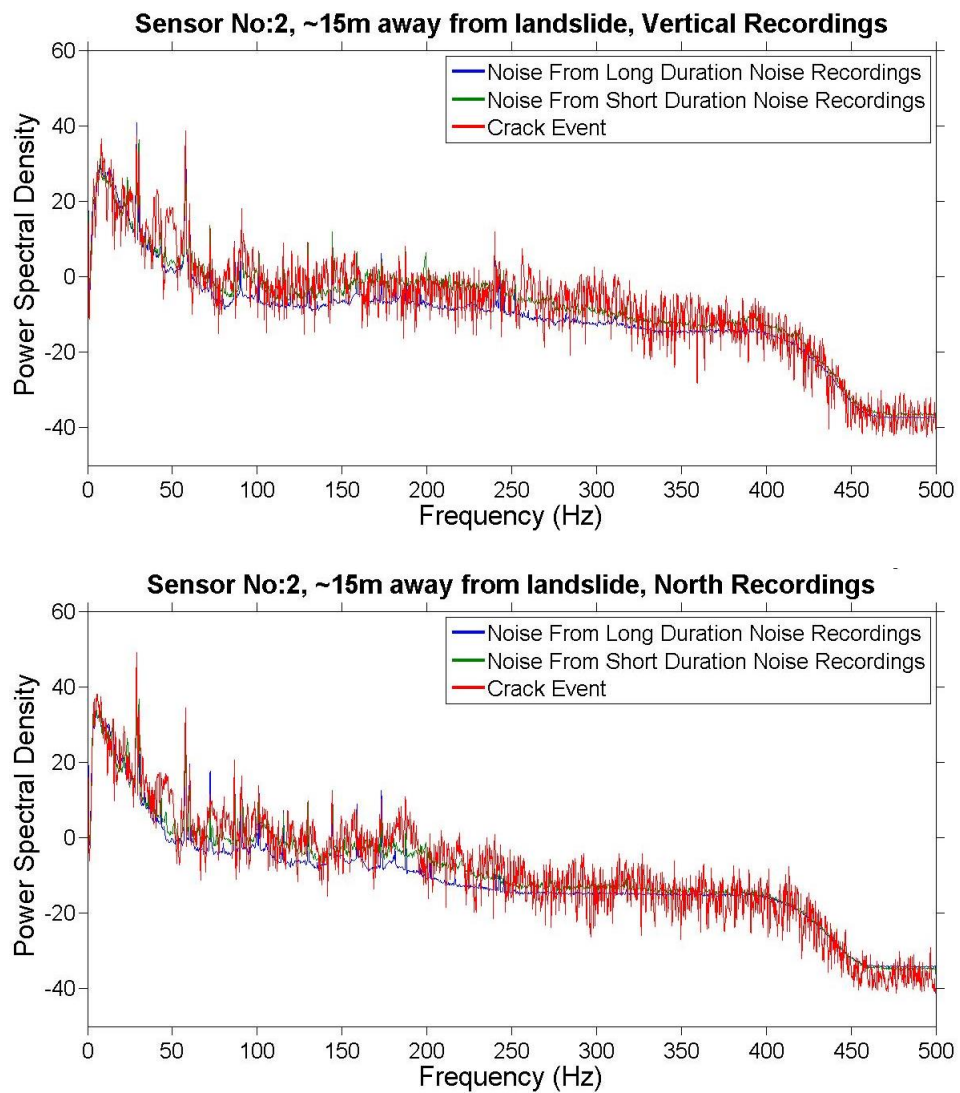 Sensor No:2, ~15m away from landslide, Vertical Recordings
60
40
20
0
-20
-40
Power Spectral Density
Noise From Long Duration Noise Recordings
Noise From Short Duration Noise Recordings
Crack Event
0 50 100 150 200 250 300 350 400 450 500
Frequency (Hz)
Sensor No:2, ~15m away from landslide, North Recordings
60
40
20
0
-20
-40
Power Spectral Density
Noise From Long Duration Noise Recordings
Noise From Short Duration Noise Recordings
Crack Event
0 50 100 150 200 250 300 350 400 450 500
Frequency (Hz)